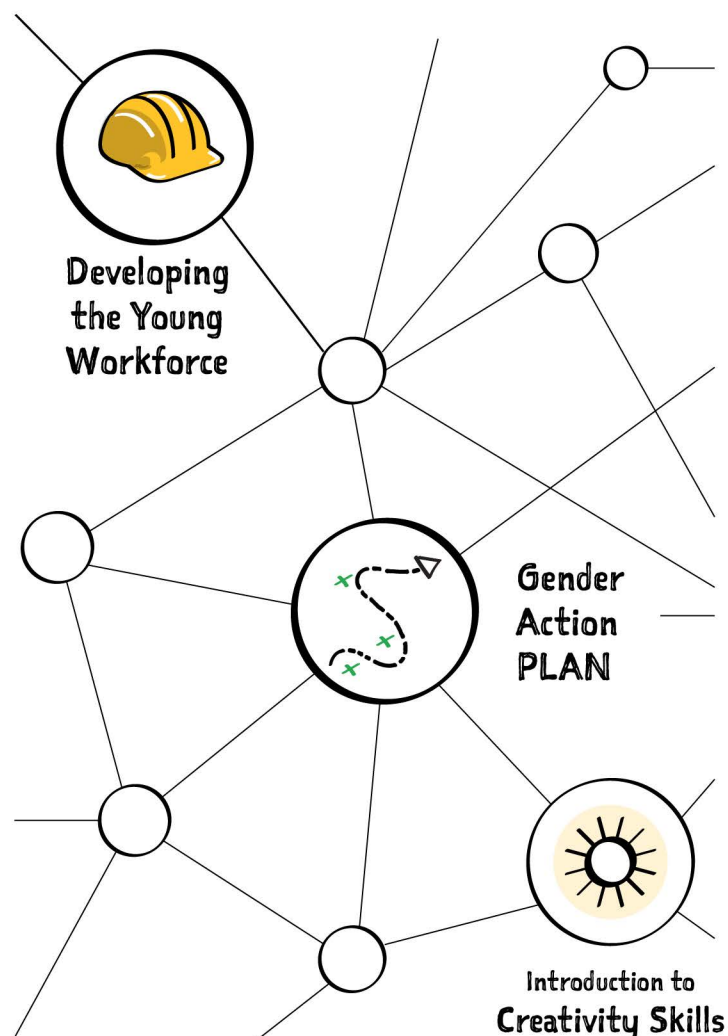 Developing
the Young
Workforce
Gender
Action
PLAN
Introduction to
Creativity Skills